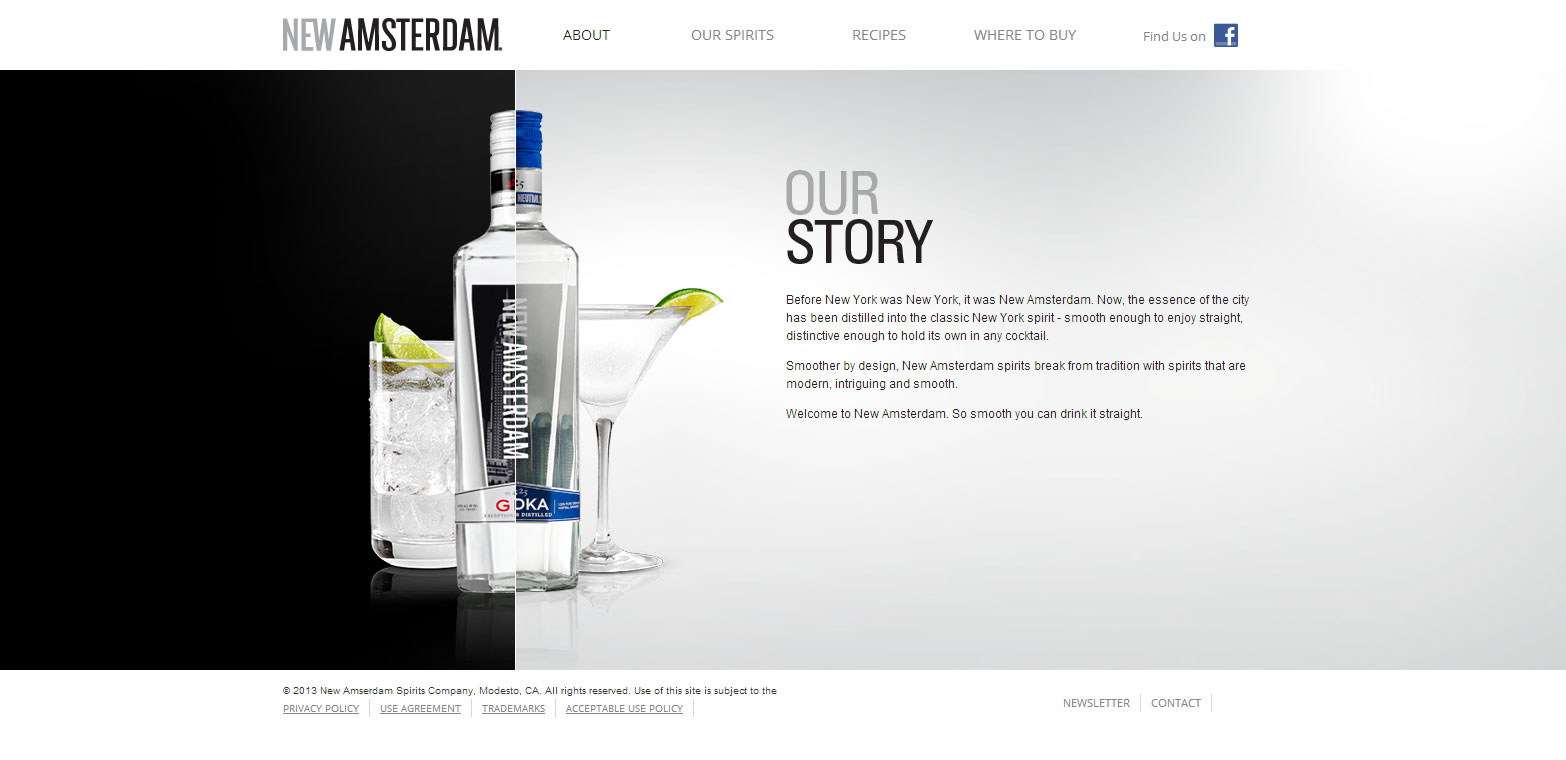 NEW AMSTERDAM.
ABOUT
OUR SPIRITS
RECIPES
WHERE TO BUY
Find Us on f
OUR
STORY
Before New York was New York, it was New Amsterdam. Now, the essence of the city
has been distilled into the classic New York spirit - smooth enough to enjoy straight,
distinctive enough to hold its own in any cocktail.
Smoother by design, New Amsterdam spirits break from tradition with spirits that are
modern, intriguing and smooth.
Welcome to New Amsterdam. So smooth you can drink it straight.
NEUTRAL
NEW AMSTERDAM
25
G
DKA
DISTILLED
© 2013 New Amserdam Spirits Company, Modesto, CA. All rights reserved. Use of this site is subject to the
PRIVACY POLICY
USE AGREEMENT
TRADEMARKS
ACCEPTABLE USE POLICY
NEWSLETTER
CONTACT